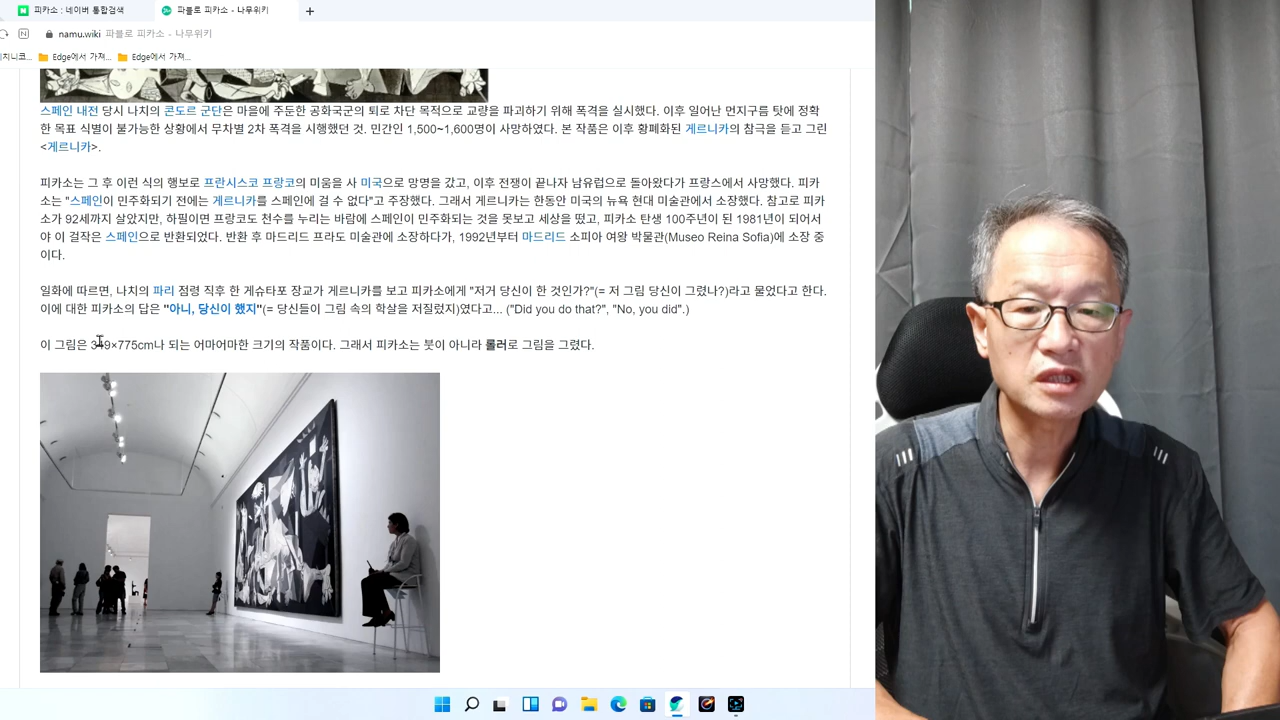 피카소 : 네이버 통합검색
파블로 피카소 - 나무위키
namu.wiki 파블로 피카소 - 나무위키
Edge에서 가져...
Edge에서 가져...
스페인 내전 당시 나치의 콘도르 군단은 마을에 주둔한 공화국군의 퇴로 차단 목적으로 교량을 파괴하기 위해 폭격을 실시했다. 이후 일어난 먼지구름 탓에 정확
한 목표 식별이 불가능한 상황에서 무차별 2차 폭격을 시행했던 것. 민간인 1,500~1,600명이 사망하였다. 본 작품은 이후 황폐화된 게르니카의 참극을 듣고 그린
<게르니카>.
피카소는 그 후 이런 식의 행보로 프란시스코 프랑코의 미움을 사 미국으로 망명을 갔고, 이후 전쟁이 끝나자 남유럽으로 돌아왔다가 프랑스에서 사망했다. 피카
소는 "스페인이 민주화되기 전에는 게르니카를 스페인에 걸 수 없다"고 주장했다. 그래서 게르니카는 한동안 미국의 뉴욕 현대 미술관에서 소장했다. 참고로 피카
소가 92세까지 살았지만, 하필이면 프랑코도 천수를 누리는 바람에 스페인이 민주화되는 것을 못보고 세상을 떴고, 피카소 탄생 100주년이 된 1981년이 되어서
야 이 걸작은 스페인으로 반환되었다. 반환 후 마드리드 프라도 미술관에 소장하다가, 1992년부터 마드리드 소피아 여왕 박물관(Museo Reina Sofia)에 소장 중
이다.
일화에 따르면, 나치의 파리 점령 직후 한 게슈타포 장교가 게르니카를 보고 피카소에게 "저거 당신이 한 것인가?"(= 저 그림 당신이 그렸나?)라고 물었다고 한다.
이에 대한 피카소의 답은 "아니, 당신이 했지"(= 당신들이 그림 속의 학살을 저질렀지)였다고... ("Did you do that?", "No, you did".)
이 그림은 349×775cm나 되는 어마어마한 크기의 작품이다. 그래서 피카소는 붓이 아니라 롤러로 그림을 그렸다.